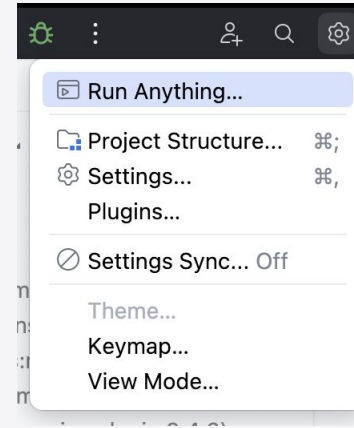 Run Anything...
Project Structure... ⌘;
Settings... ⌘,
Plugins...
Settings Sync... Off
Theme...
Keymap...
View Mode...